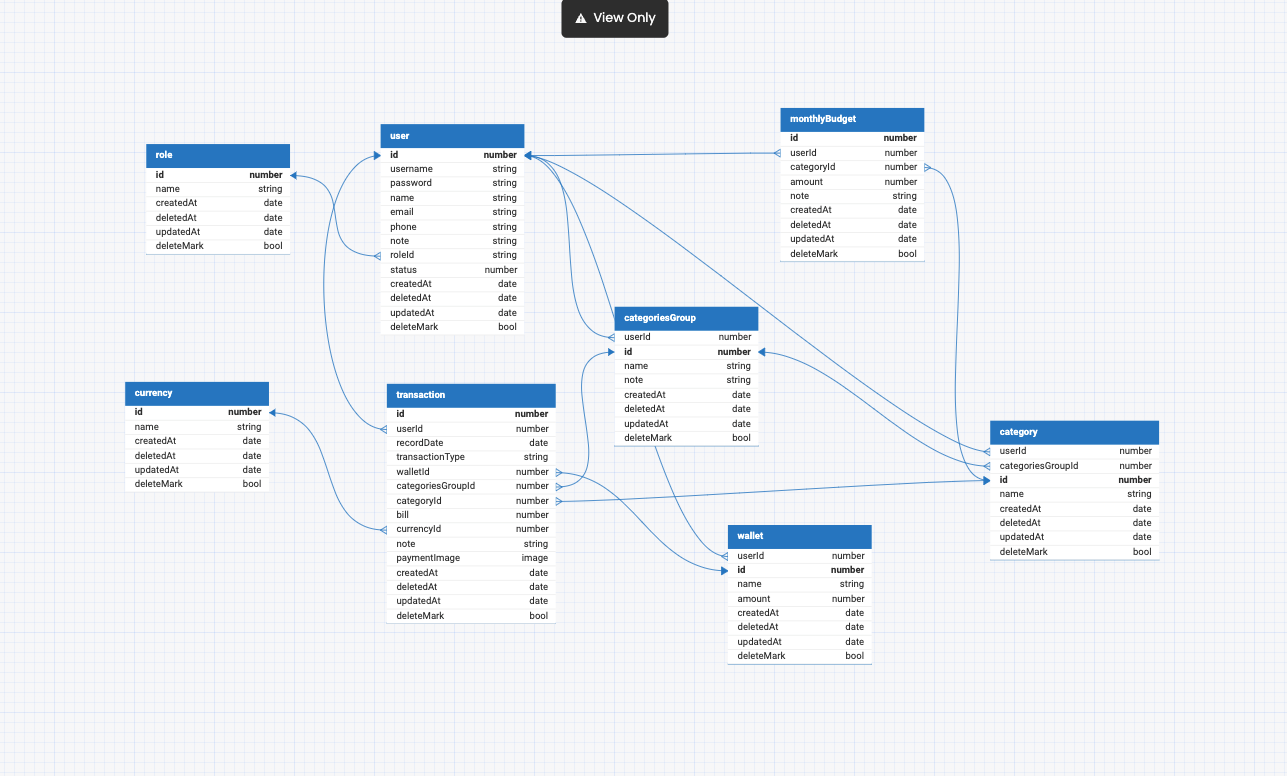 View Only
role
id number
name string
createdAt date
deletedAt date
updatedAt date
deleteMark bool
user
id number
username string
password string
name string
email string
phone string
note string
roleId string
status number
createdAt date
deletedAt date
updatedAt date
deleteMark bool
monthlyBudget
id number
userId number
categoryId number
amount number
note string
createdAt date
deletedAt date
updatedAt date
deleteMark bool
categoriesGroup
userId number
id number
name string
note string
createdAt date
deletedAt date
updatedAt date
deleteMark bool
currency
id number
name string
createdAt date
deletedAt date
updatedAt date
deleteMark bool
transaction
id number
userId number
recordDate date
transactionType string
walletId number
categoriesGroupId number
categoryId number
bill number
currencyId number
note string
paymentImage image
createdAt date
deletedAt date
updatedAt date
deleteMark bool
category
userId number
categoriesGroupId number
id number
name string
createdAt date
deletedAt date
updatedAt date
deleteMark bool
wallet
userId number
id number
name string
amount number
createdAt date
deletedAt date
updatedAt date
deleteMark bool